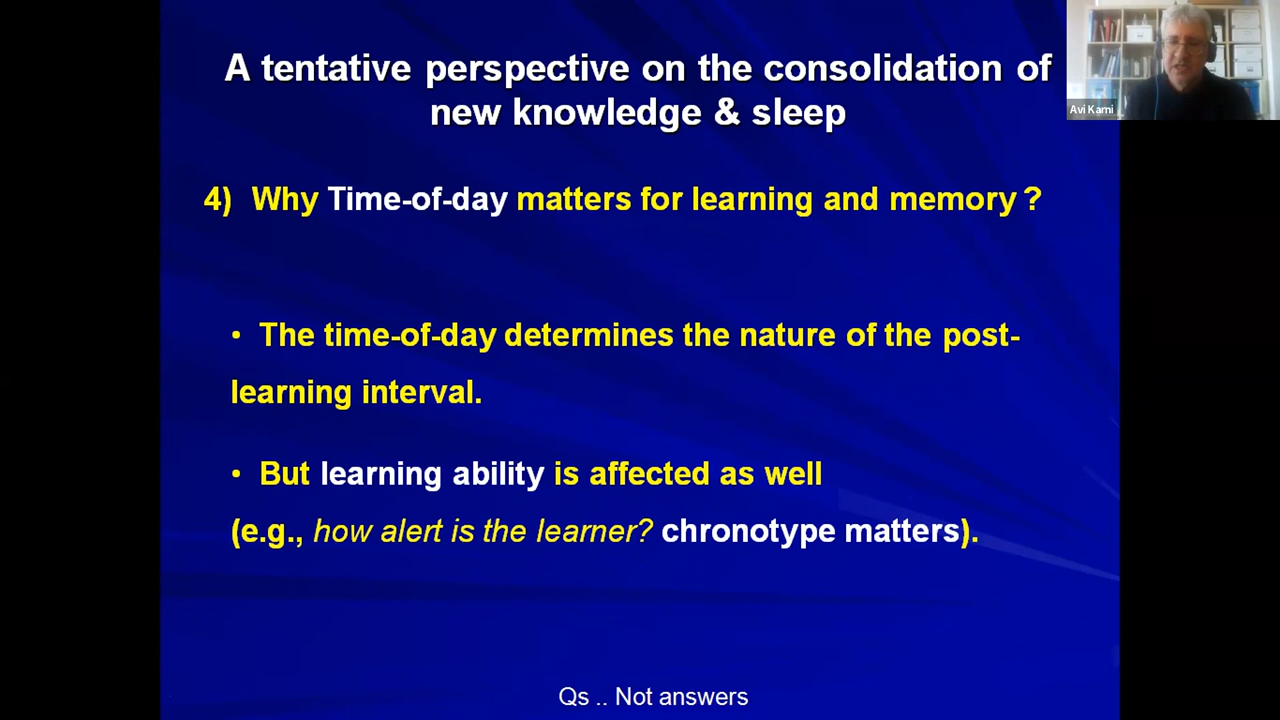 A tentative perspective on the consolidation of
new knowledge & sleep
Avi Karni
4) Why Time-of-day matters for learning and memory ?
• The time-of-day determines the nature of the post-
learning interval.
• But learning ability is affected as well
(e.g., how alert is the learner? chronotype matters).
Qs .. Not answers